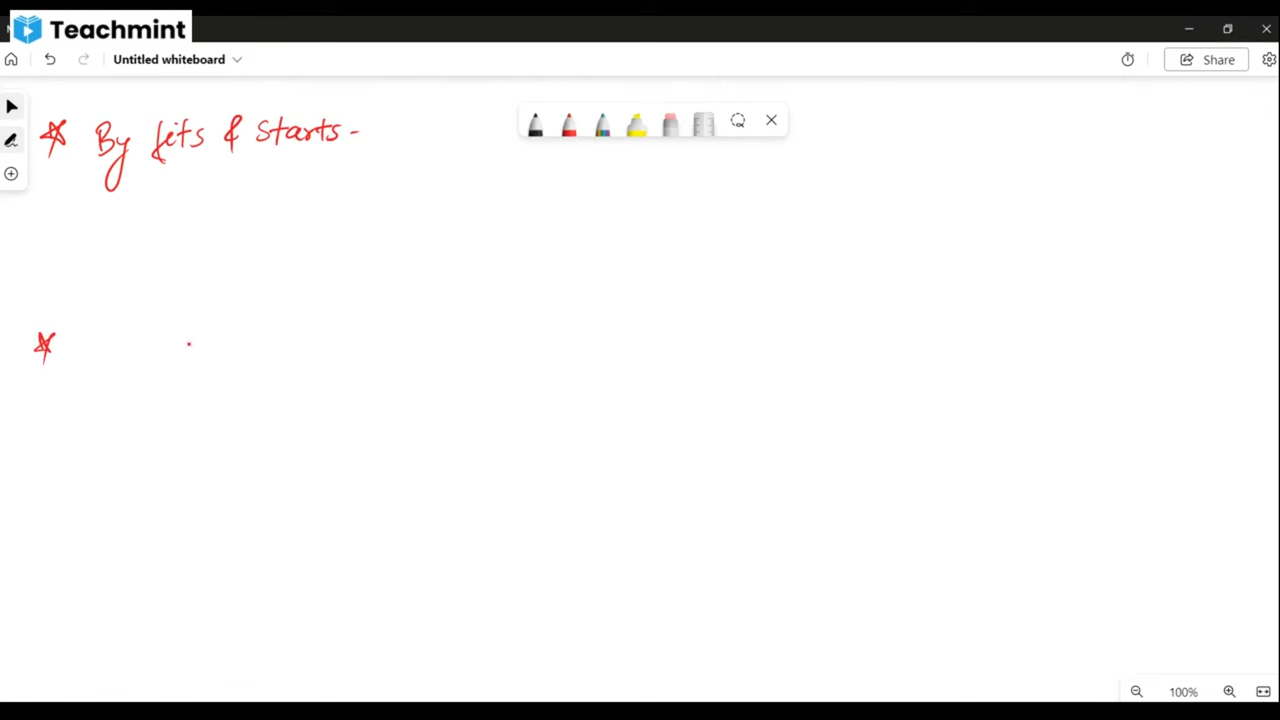 Teachmint
Untitled whiteboard
Share
☆ By fits & starts -
☆
100%